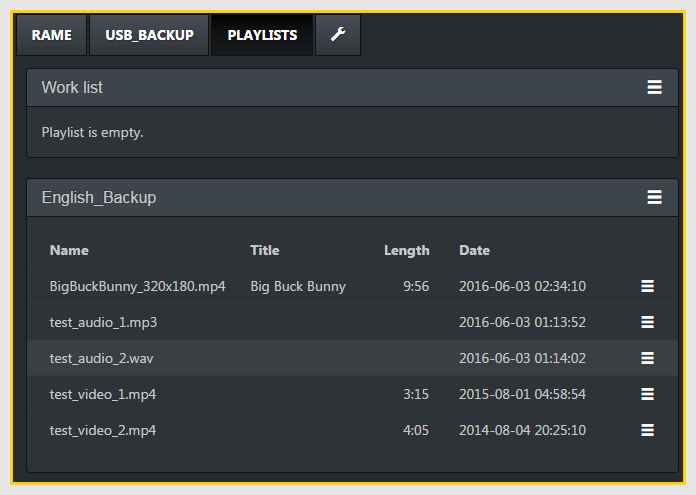 RAME USB_BACKUP PLAYLISTS
Work list
Playlist is empty.
English_Backup
Name Title Length Date
BigBuckBunny_320x180.mp4 Big Buck Bunny 9:56 2016-06-03 02:34:10
test_audio_1.mp3 2016-06-03 01:13:52
test_audio_2.wav 2016-06-03 01:14:02
test_video_1.mp4 3:15 2015-08-01 04:58:54
test_video_2.mp4 4:05 2014-08-04 20:25:10